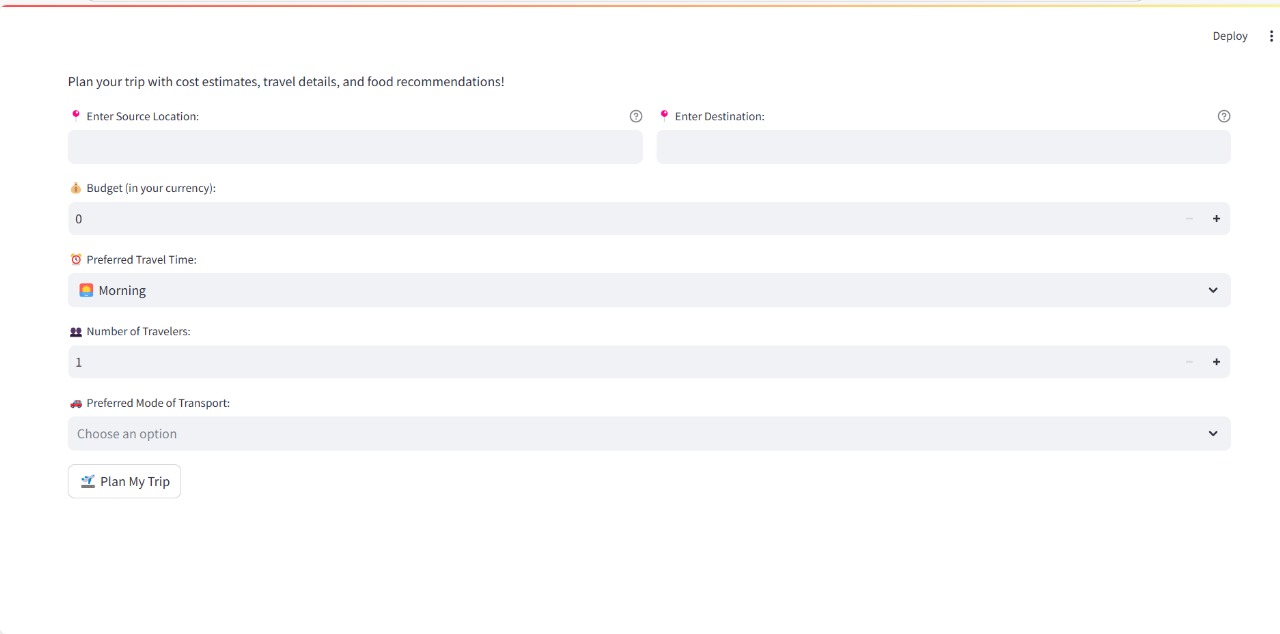 Deploy
Plan your trip with cost estimates, travel details, and food recommendations!
Enter Source Location:
Enter Destination:
Budget (in your currency):
0
Preferred Travel Time:
Morning
Number of Travelers:
1
Preferred Mode of Transport:
Choose an option
Plan My Trip